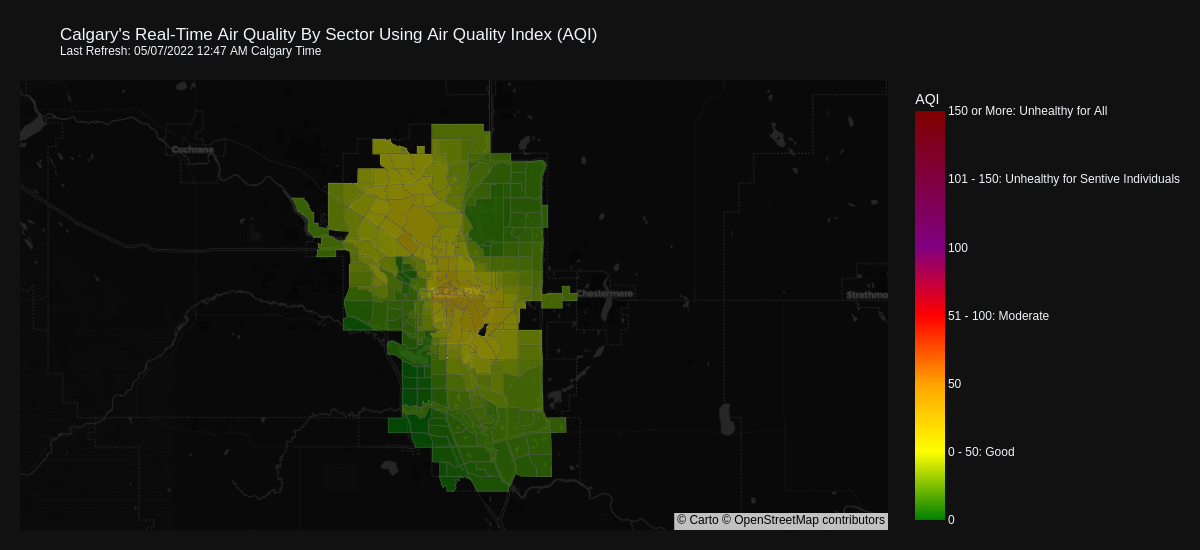 Calgary's Real-Time Air Quality By Sector Using Air Quality Index (AQI)
Last Refresh: 05/07/2022 12:47 AM Calgary Time
AQI
150 or More: Unhealthy for All
Cochrane
101 - 150: Unhealthy for Sentive Individuals
100
Chestermere
Strathmo
51 - 100: Moderate
50
0 - 50: Good
0
© Carto © OpenStreetMap contributors